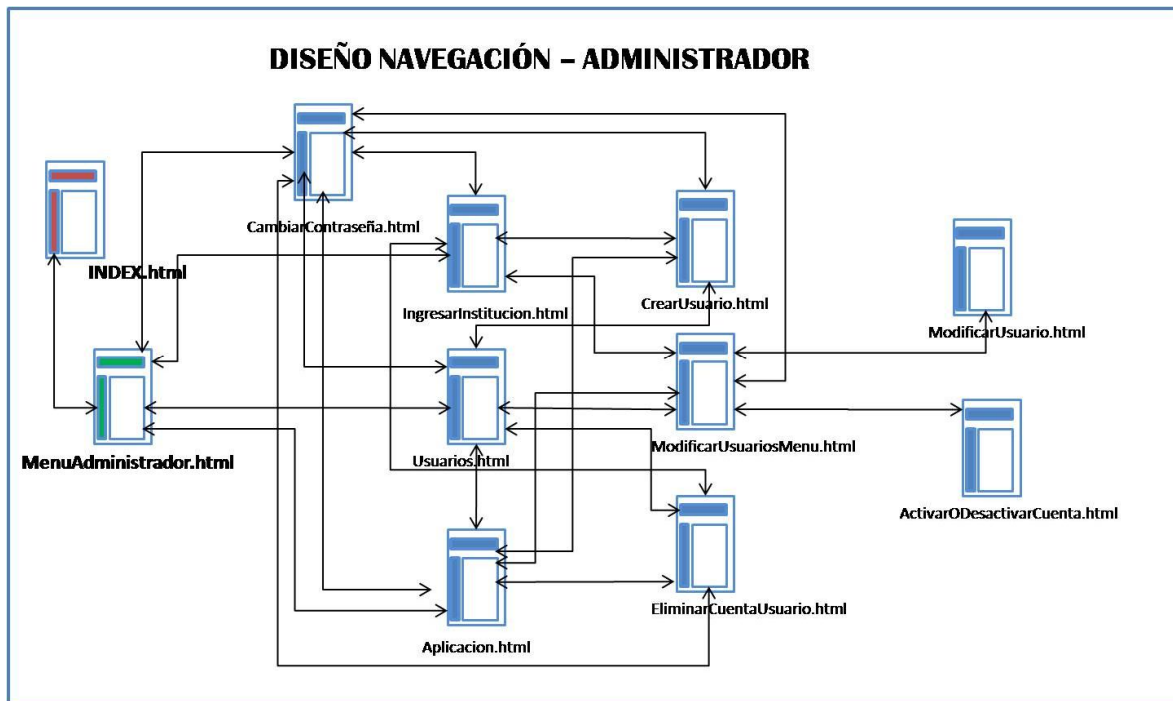 DISEÑO NAVEGACIÓN – ADMINISTRADOR
CambiarContraseña.html
INDEX.html
IngresarInstitucion.html
CrearUsuario.html
ModificarUsuario.html
MenuAdministrador.html
Usuarios.html
ModificarUsuariosMenu.html
ActivarODesactivarCuenta.html
Aplicacion.html
EliminarCuentaUsuario.html